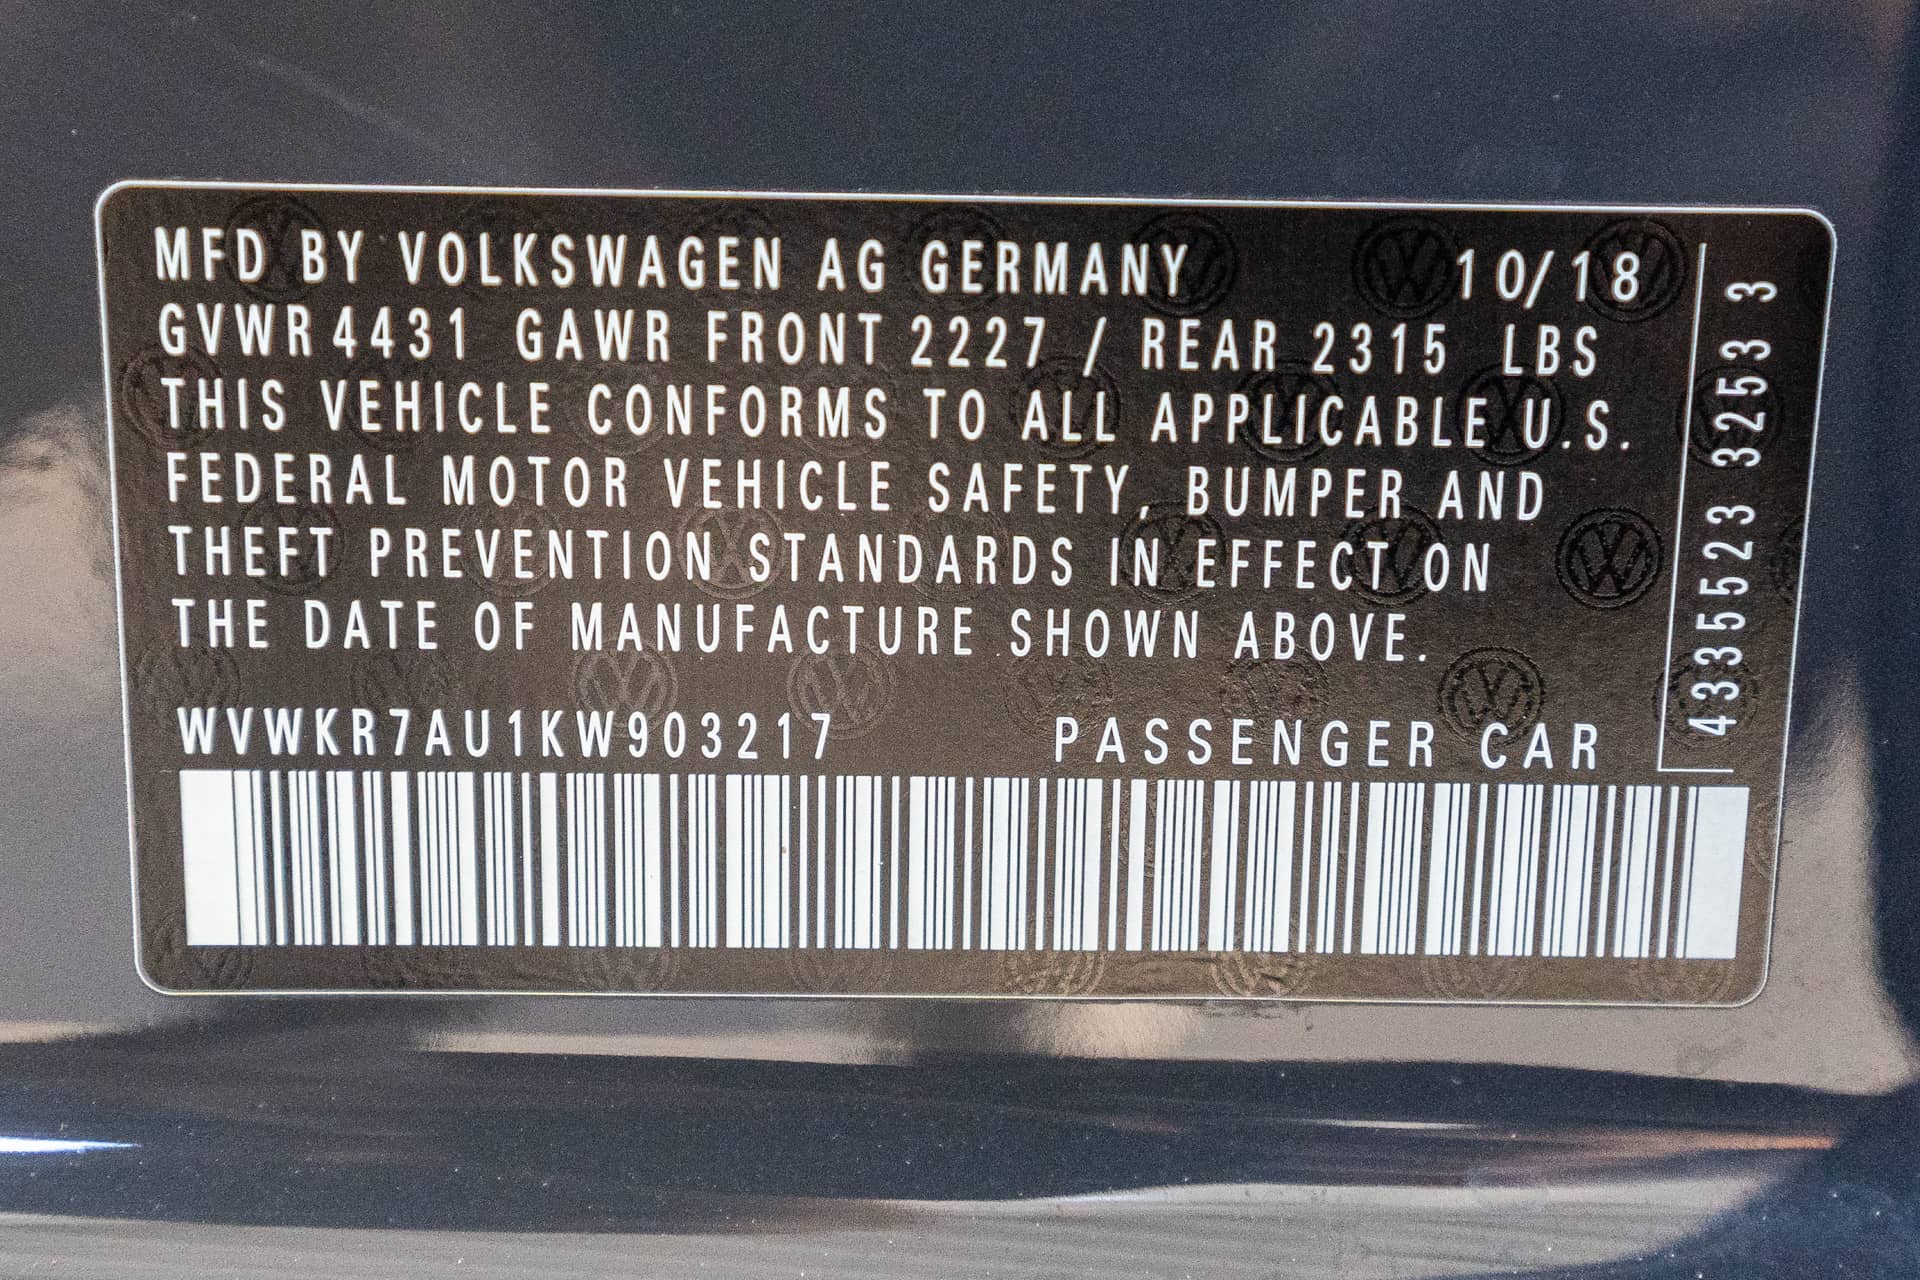 MFD BY VOLKSWAGEN AG GERMANY 10/18
GVWR 4431 GAWR FRONT 2227 / REAR 2315 LBS
THIS VEHICLE CONFORMS TO ALL APPLICABLE U.S.
FEDERAL MOTOR VEHICLE SAFETY, BUMPER AND
THEFT PREVENTION STANDARDS IN EFFECT ON
THE DATE OF MANUFACTURE SHOWN ABOVE.
WVWKR7AU1KW903217 PASSENGER CAR
4335523 3253 3